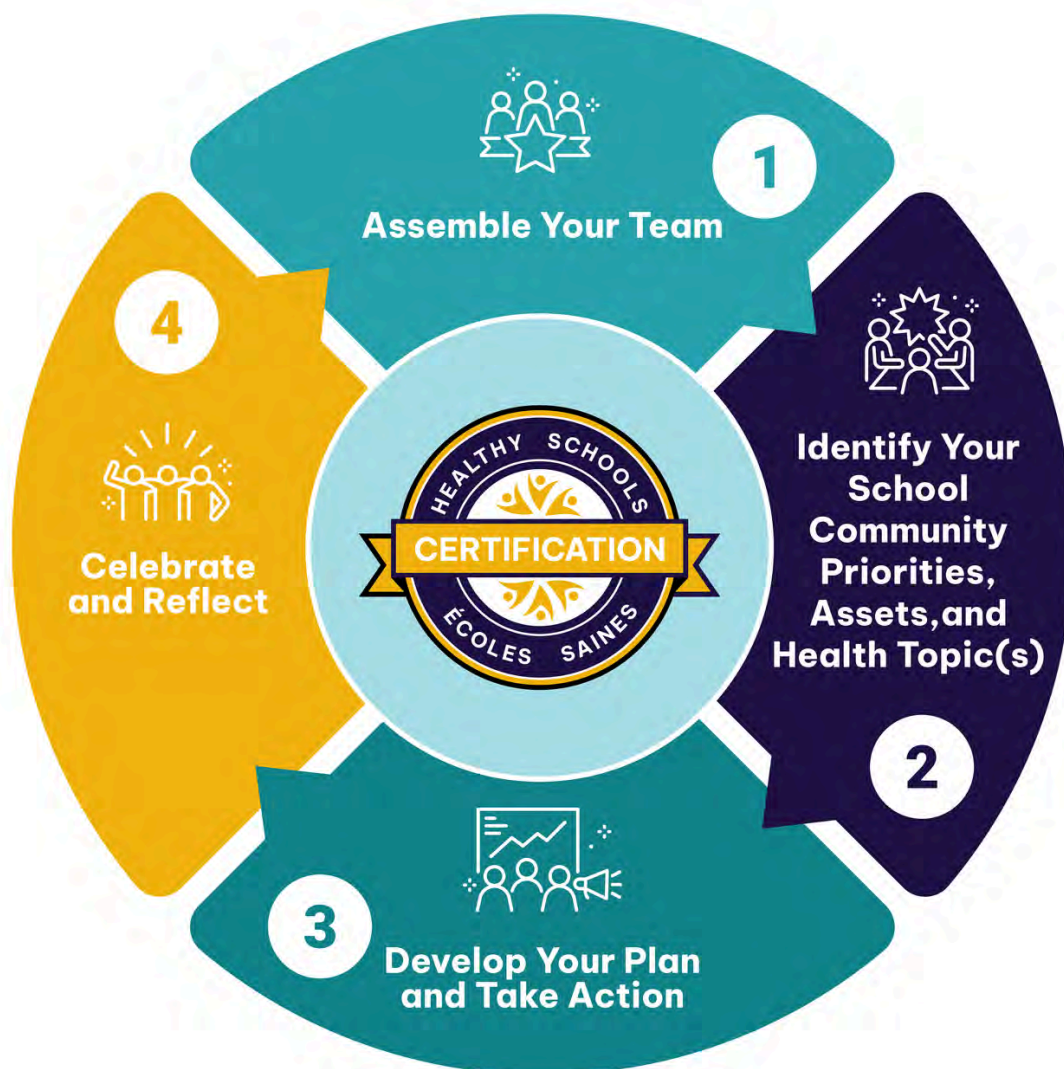 1
Assemble Your Team
2
Identify Your
School
Community
Priorities,
Assets,and
Health Topic(s)
3
Develop Your Plan
and Take Action
4
Celebrate
and Reflect
HEALTHY SCHOOLS
CERTIFICATION
ÉCOLES SAINES